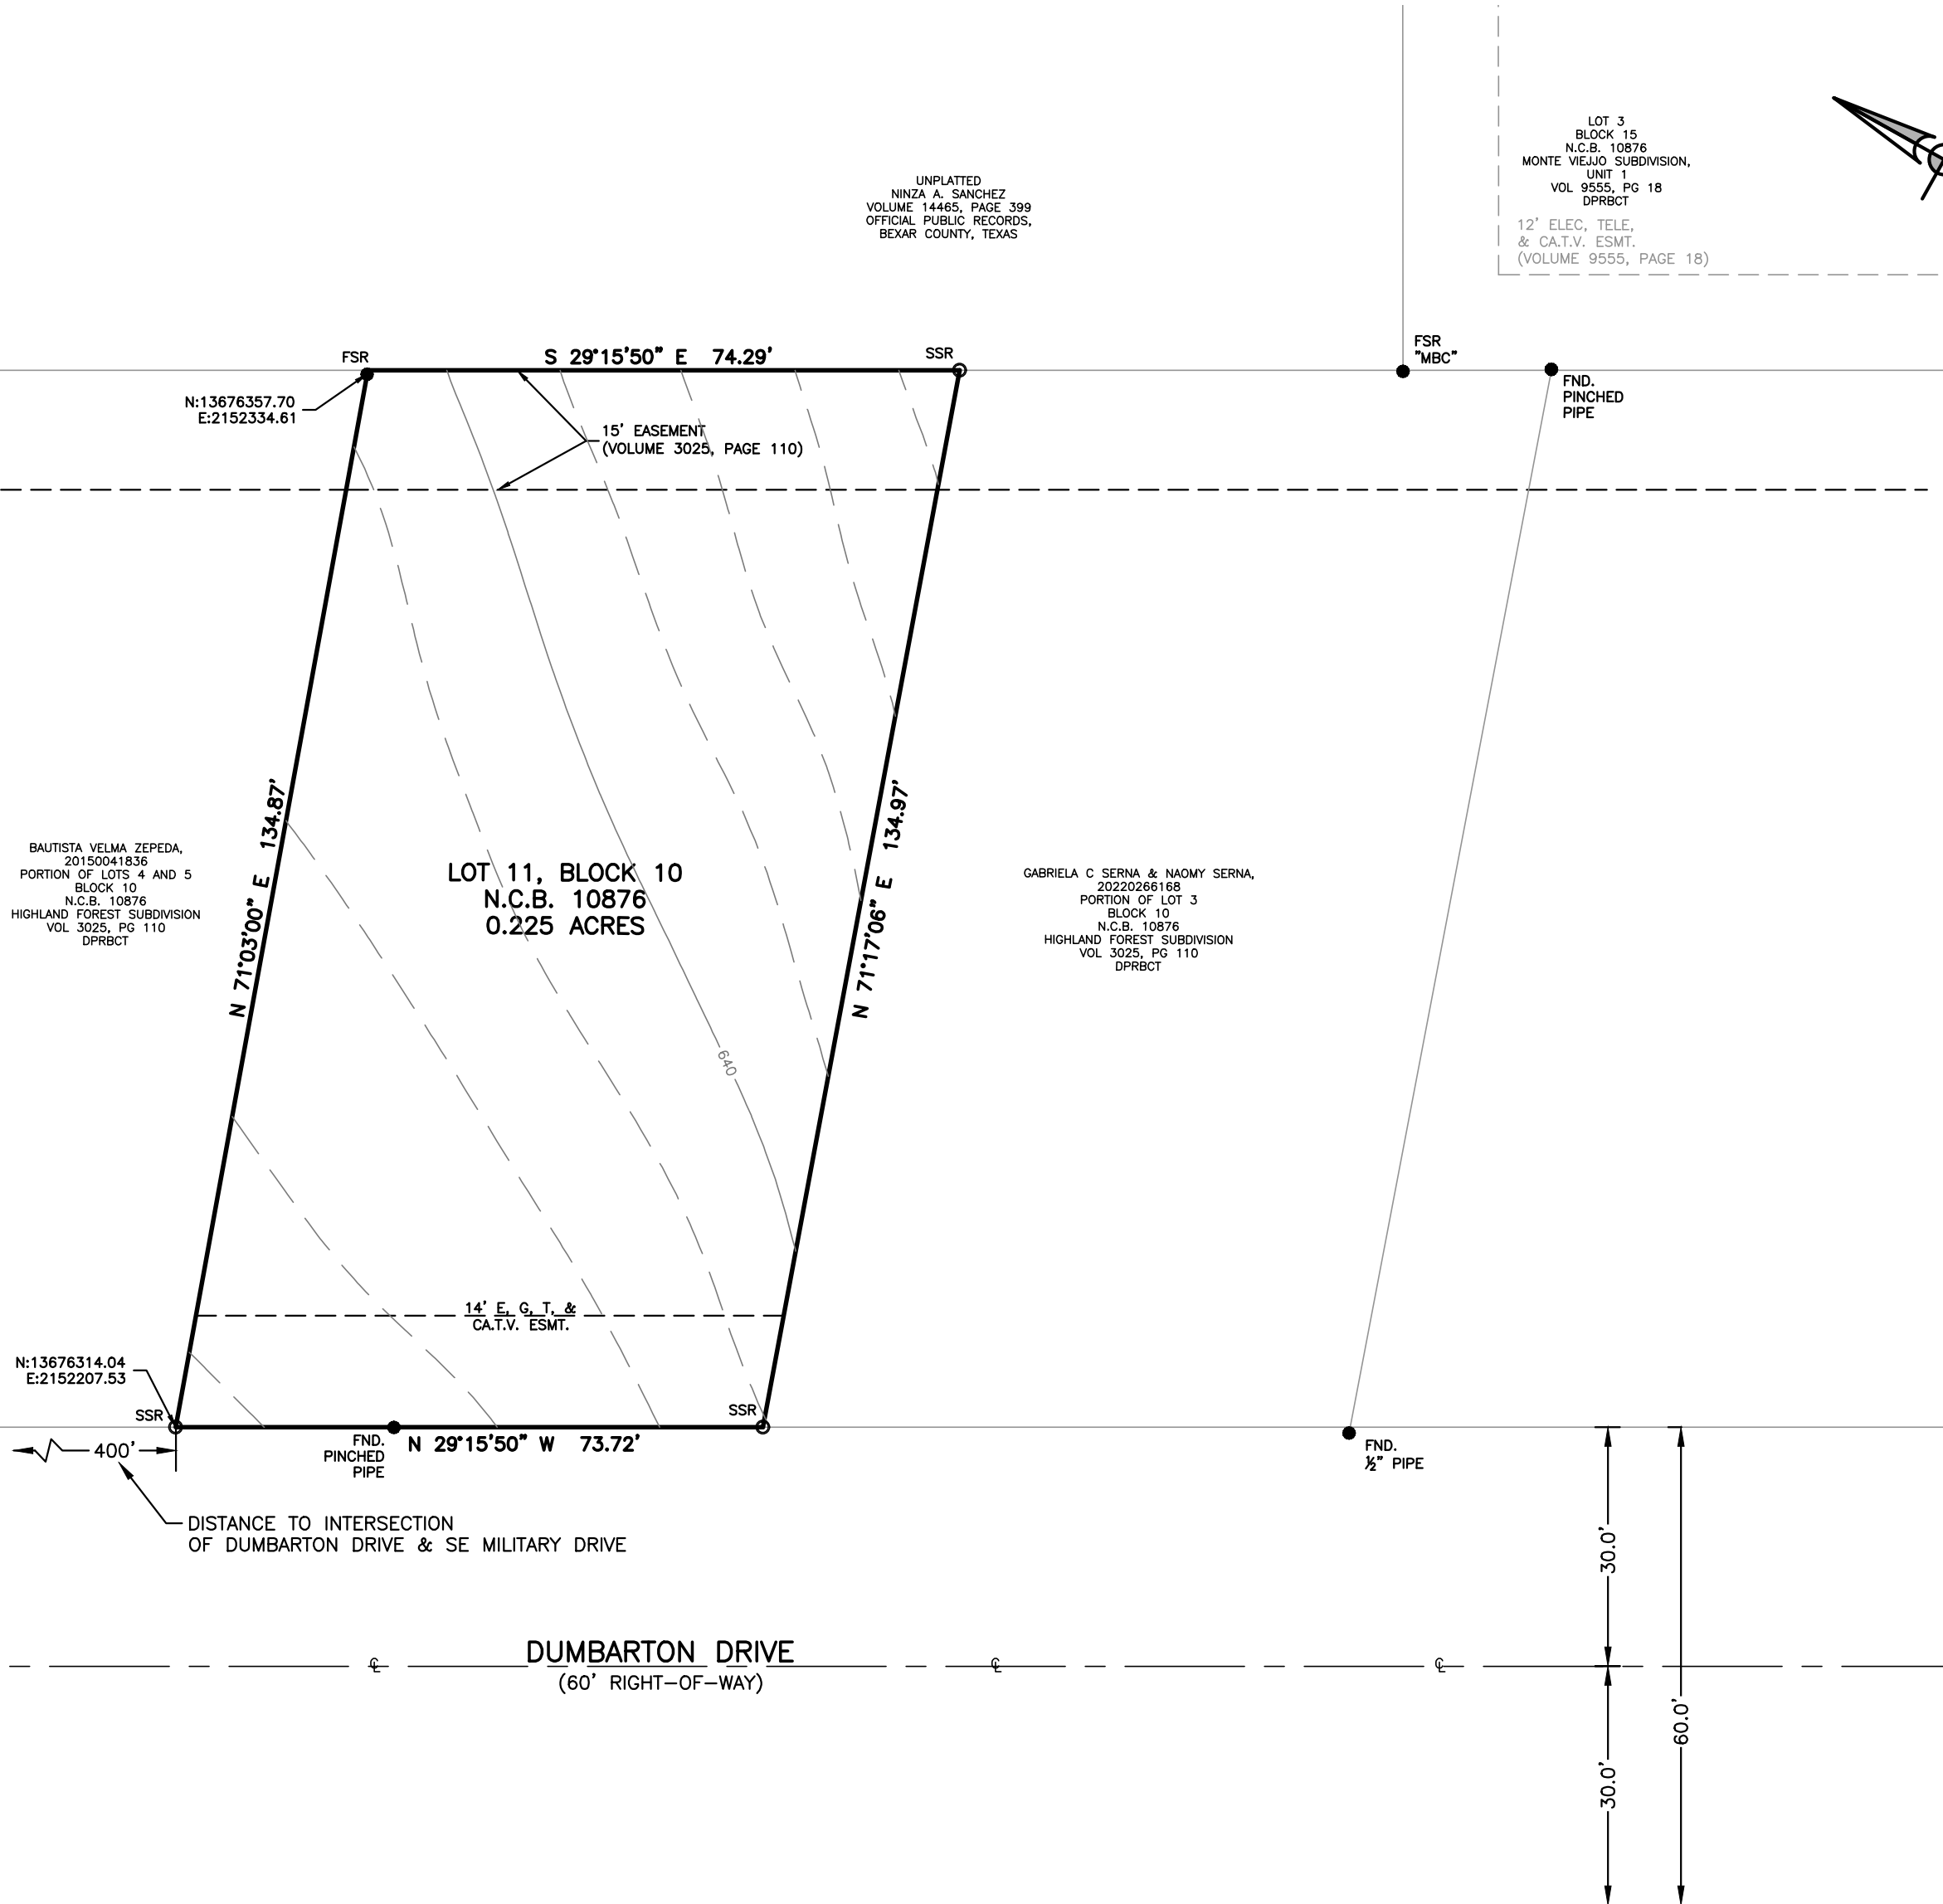 LOT 3
BLOCK 15
N.C.B. 10876
MONTE VIEJJO SUBDIVISION,
UNIT 1
VOL 9555, PG 18
DPRBCT
12' ELEC, TELE,
& CA.T.V. ESMT.
(VOLUME 9555, PAGE 18)
UNPLATTED
NINZA A. SANCHEZ
VOLUME 14465, PAGE 399
OFFICIAL PUBLIC RECORDS,
BEXAR COUNTY, TEXAS
FSR
S 29°15'50" E 74.29'
SSR
FSR
"MBC"
FND.
PINCHED
PIPE
N:13676357.70
E:2152334.61
15' EASEMENT
(VOLUME 3025, PAGE 110)
N 71°03'00" E 134.87'
N 71°17'06" E 134.97'
BAUTISTA VELMA ZEPEDA,
20150041836
PORTION OF LOTS 4 AND 5
BLOCK 10
N.C.B. 10876
HIGHLAND FOREST SUBDIVISION
VOL 3025, PG 110
DPRBCT
LOT 11, BLOCK 10
N.C.B. 10876
0.225 ACRES
GABRIELA C SERNA & NAOMY SERNA,
20220266168
PORTION OF LOT 3
BLOCK 10
N.C.B. 10876
HIGHLAND FOREST SUBDIVISION
VOL 3025, PG 110
DPRBCT
640
14' E, G, T, &
CA.T.V. ESMT.
N:13676314.04
E:2152207.53
SSR
SSR
FND.
PINCHED
PIPE
N 29°15'50" W 73.72'
FND.
½" PIPE
400'
DISTANCE TO INTERSECTION
OF DUMBARTON DRIVE & SE MILITARY DRIVE
30.0'
DUMBARTON DRIVE
(60' RIGHT-OF-WAY)
℄
℄
℄
60.0'
30.0'